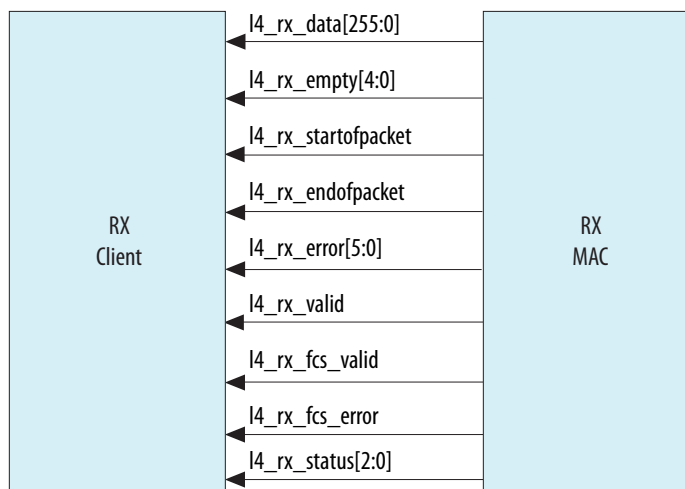 l4_rx_data[255:0]
l4_rx_empty[4:0]
l4_rx_startofpacket
l4_rx_endofpacket
RX
Client
RX
MAC
l4_rx_error[5:0]
l4_rx_valid
l4_rx_fcs_valid
l4_rx_fcs_error
l4_rx_status[2:0]